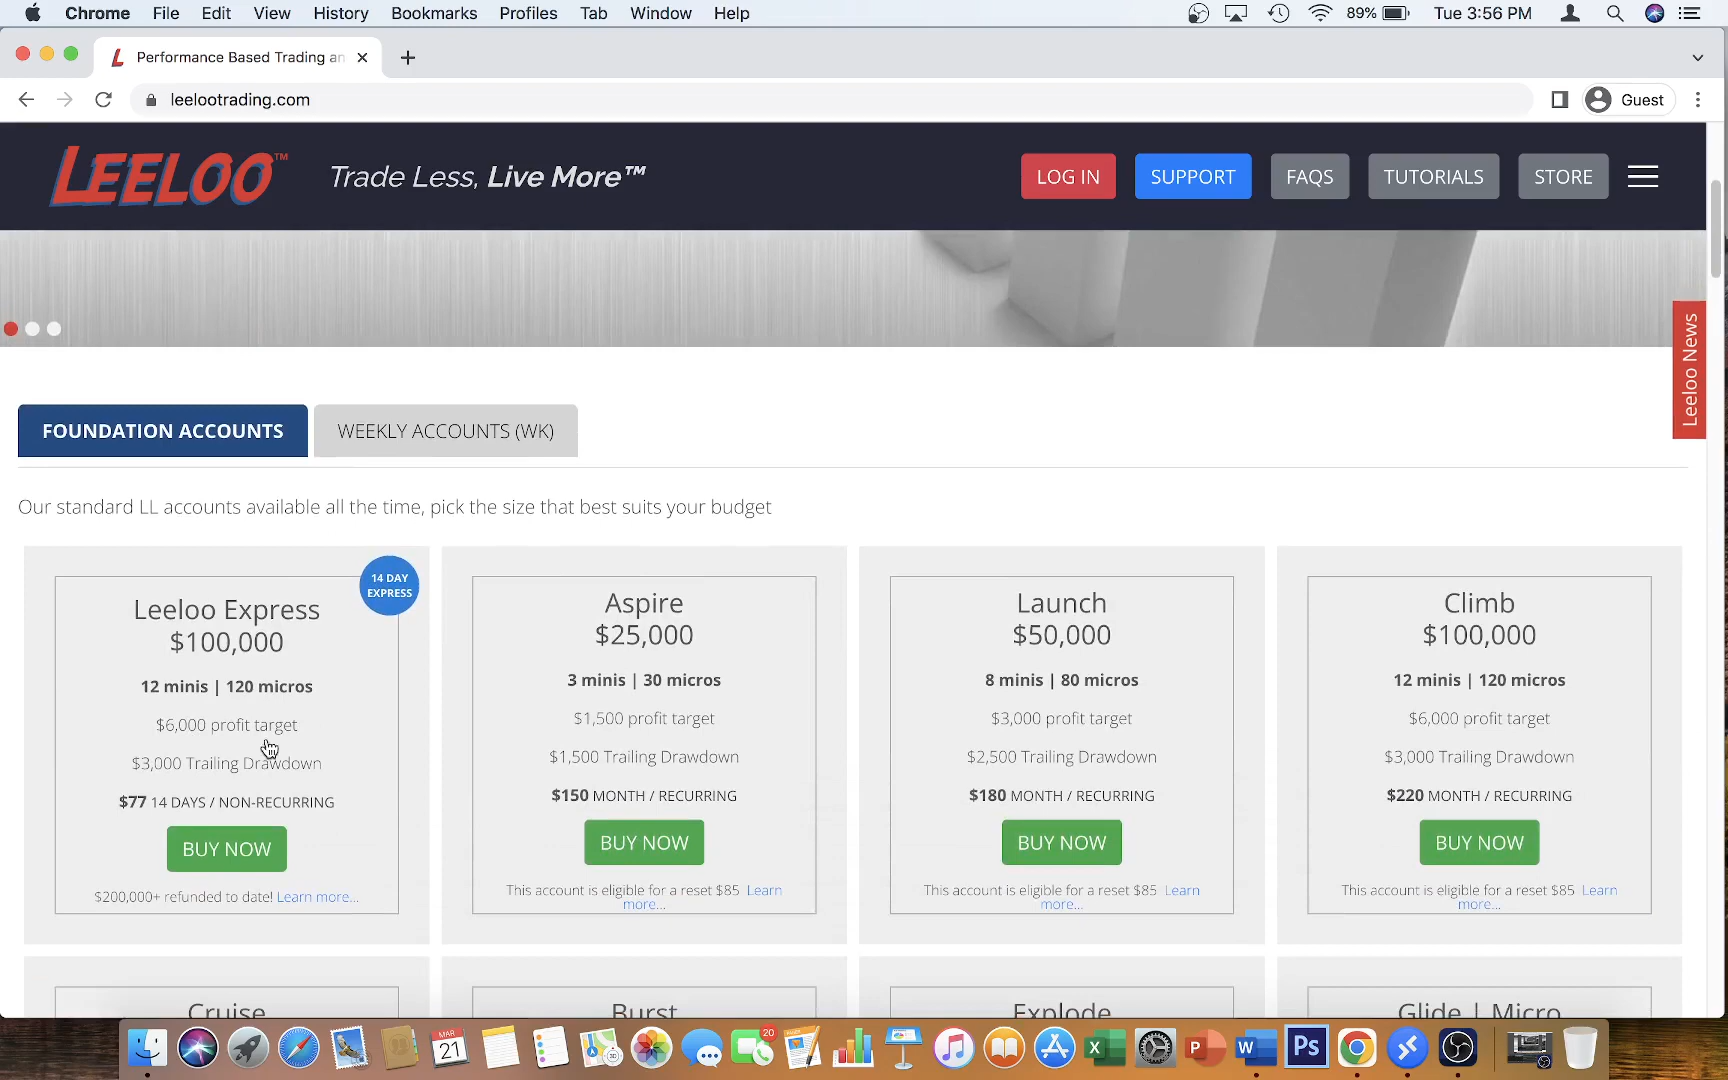 Chrome File Edit View History Bookmarks Profiles Tab Window Help 89% Tue 3:56 PM
Performance Based Trading an
leelootrading.com Guest
LEELOO™ Trade Less, Live More™ LOG IN SUPPORT FAQS TUTORIALS STORE
Leeloo News
FOUNDATION ACCOUNTS WEEKLY ACCOUNTS (WK)
Our standard LL accounts available all the time, pick the size that best suits your budget
14 DAY
EXPRESS
Leeloo Express
$100,000
12 minis | 120 micros
$6,000 profit target
$3,000 Trailing Drawdown
$77 14 DAYS / NON-RECURRING
BUY NOW
$200,000+ refunded to date! Learn more...
Aspire
$25,000
3 minis | 30 micros
$1,500 profit target
$1,500 Trailing Drawdown
$150 MONTH / RECURRING
BUY NOW
This account is eligible for a reset $85 Learn
more...
Launch
$50,000
8 minis | 80 micros
$3,000 profit target
$2,500 Trailing Drawdown
$180 MONTH / RECURRING
BUY NOW
This account is eligible for a reset $85 Learn
more...
Climb
$100,000
12 minis | 120 micros
$6,000 profit target
$3,000 Trailing Drawdown
$220 MONTH / RECURRING
BUY NOW
This account is eligible for a reset $85 Learn
more...
Cruise Burst Explode Glide | Micro
MAR
21
20
X
P
W
Ps